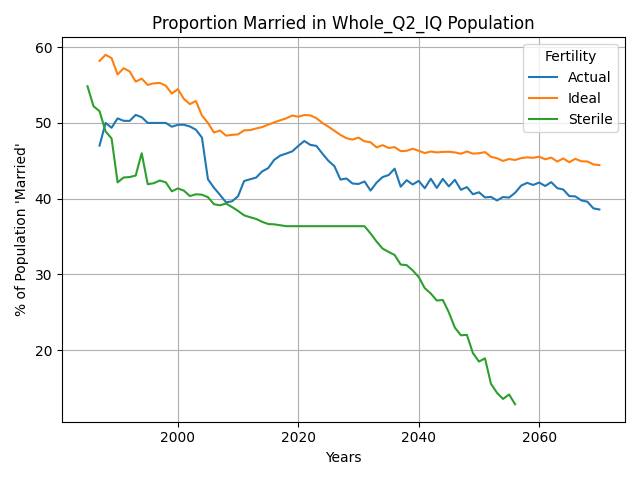 Proportion Married in Whole_Q2_IQ Population
% of Population 'Married'
60
50
40
30
20
Fertility
Actual
Ideal
Sterile
2000
2020
2040
2060
Years